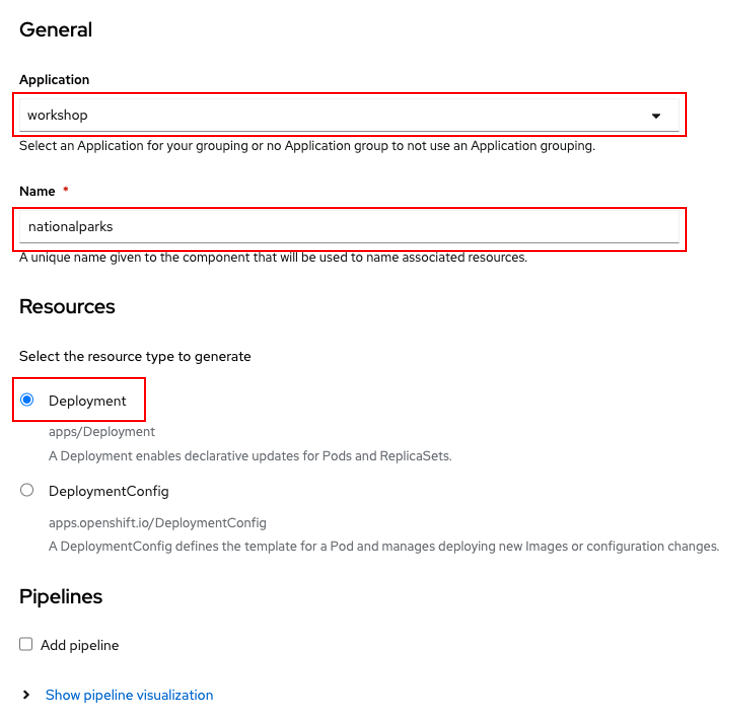 General
Application
workshop
Select an Application for your grouping or no Application group to not use an Application grouping.
Name *
nationalparks
A unique name given to the component that will be used to name associated resources.
Resources
Select the resource type to generate
Deployment
apps/Deployment
A Deployment enables declarative updates for Pods and ReplicaSets.
DeploymentConfig
apps.openshift.io/DeploymentConfig
A DeploymentConfig defines the template for a Pod and manages deploying new Images or configuration changes.
Pipelines
Add pipeline
Show pipeline visualization